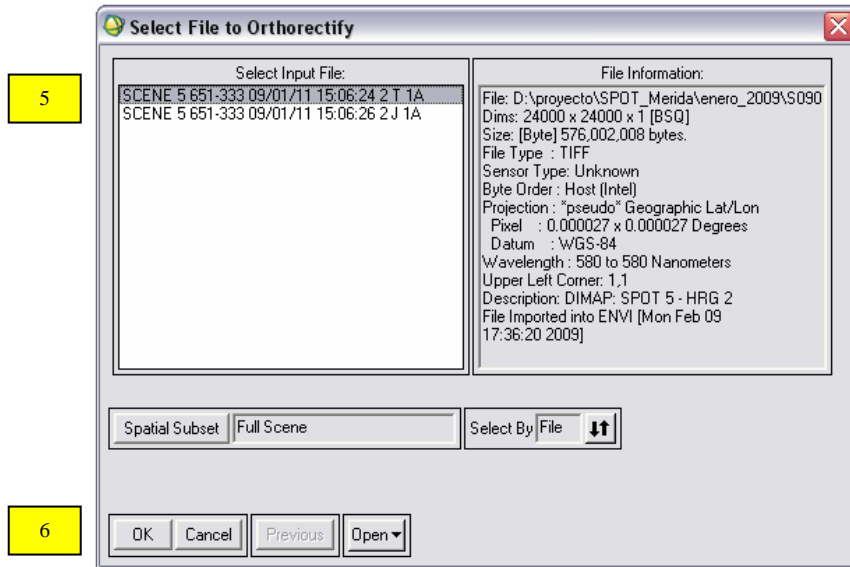 Select File to Orthorectify
5
Select Input File:
SCENE 5 651-333 09/01/11 15:06:24 2 T 1A
SCENE 5 651-333 09/01/11 15:06:26 2 J 1A
File Information:
File: D:\proyecto\SPOT_Merida\enero_2009\S090
Dims: 24000 x 24000 x 1 [BSQ]
Size: [Byte] 576,002,008 bytes.
File Type : TIFF
Sensor Type: Unknown
Byte Order : Host (Intel)
Projection : *pseudo* Geographic Lat/Lon
Pixel : 0.000027 x 0.000027 Degrees
Datum : WGS-84
Wavelength : 580 to 580 Nanometers
Upper Left Corner: 1,1
Description: DIMAP: SPOT 5 - HRG 2
File Imported into ENVI [Mon Feb 09
17:36:20 2009]
Spatial Subset Full Scene
Select By File
6
OK Cancel Previous Open